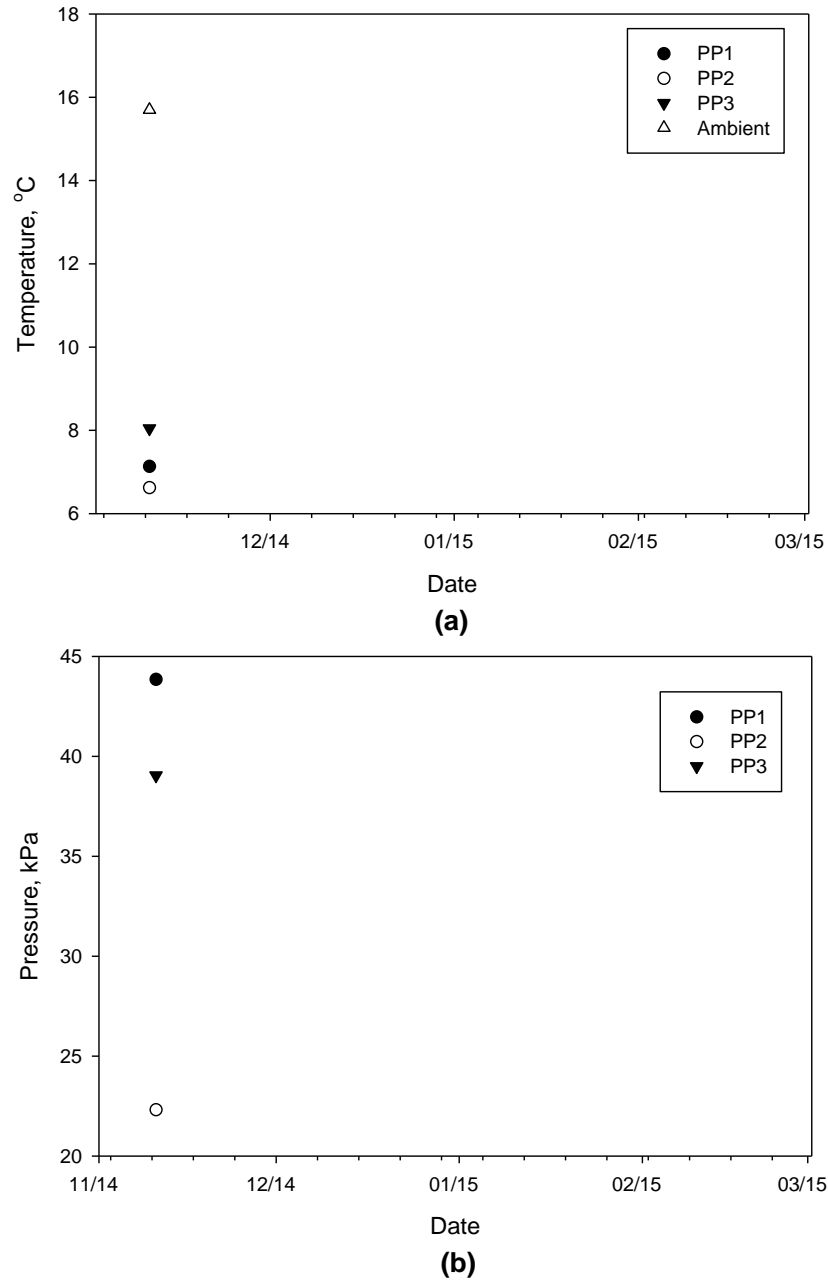 18
16
14
12
10
8
6
Temperature, °C
PP1
PP2
PP3
Ambient
12/14 01/15 02/15 03/15
Date
(a)
45
40
35
30
25
20
Pressure, kPa
PP1
PP2
PP3
11/14 12/14 01/15 02/15 03/15
Date
(b)